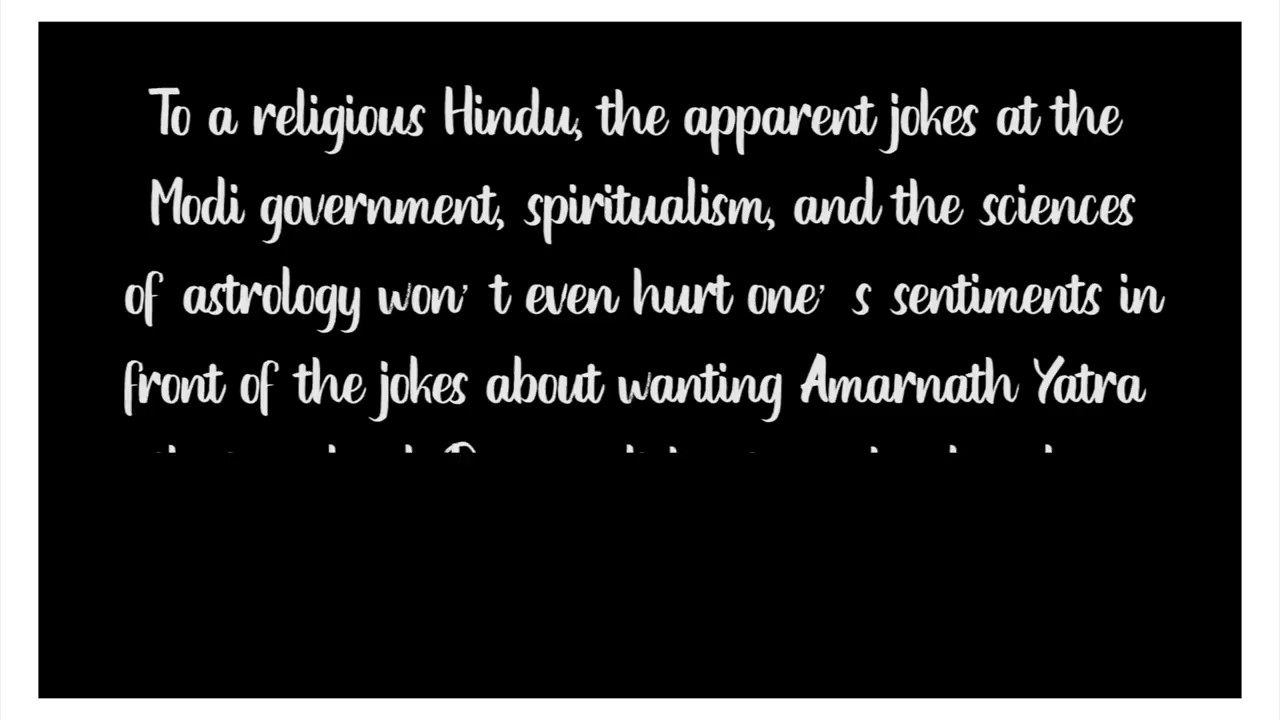 To a religious Hindu, the apparent jokes at the
Modi government, spiritualism, and the sciences
of astrology won’ t even hurt one’ s sentiments in
front of the jokes about wanting Amarnath Yatra